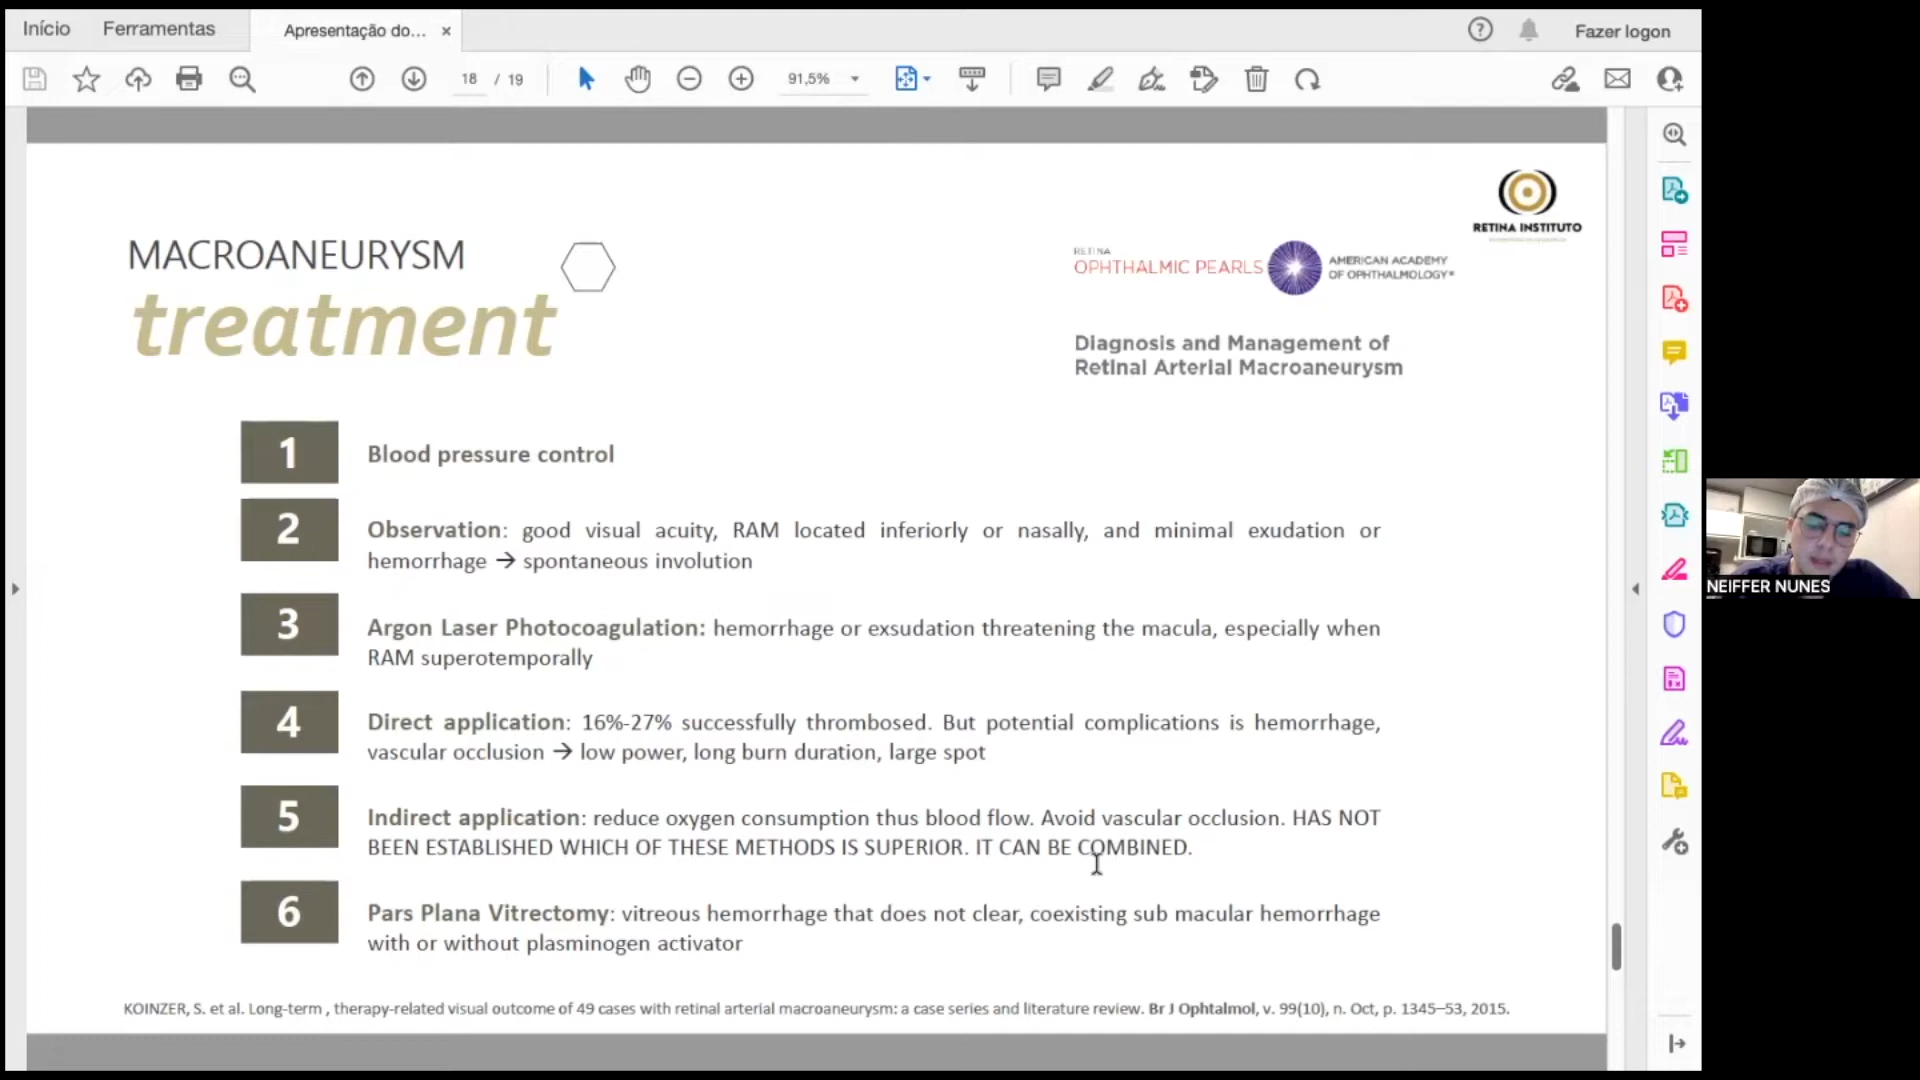 Início
Ferramentas
Apresentação do... ×
Fazer logon
18 / 19
91,5%
RETINA INSTITUTO
MACROANEURYSM
treatment
RETINA
OPHTHALMIC PEARLS
AMERICAN ACADEMY
OF OPHTHALMOLOGY®
Diagnosis and Management of
Retinal Arterial Macroaneurysm
1
Blood pressure control
2
Observation: good visual acuity, RAM located inferiorly or nasally, and minimal exudation or
hemorrhage → spontaneous involution
3
Argon Laser Photocoagulation: hemorrhage or exsudation threatening the macula, especially when
RAM superotemporally
4
Direct application: 16%-27% successfully thrombosed. But potential complications is hemorrhage,
vascular occlusion → low power, long burn duration, large spot
5
Indirect application: reduce oxygen consumption thus blood flow. Avoid vascular occlusion. HAS NOT
BEEN ESTABLISHED WHICH OF THESE METHODS IS SUPERIOR. IT CAN BE COMBINED.
6
Pars Plana Vitrectomy: vitreous hemorrhage that does not clear, coexisting sub macular hemorrhage
with or without plasminogen activator
KOINZER, S. et al. Long-term , therapy-related visual outcome of 49 cases with retinal arterial macroaneurysm: a case series and literature review. Br J Ophtalmol, v. 99(10), n. Oct, p. 1345–53, 2015.
NEIFFER NUNES